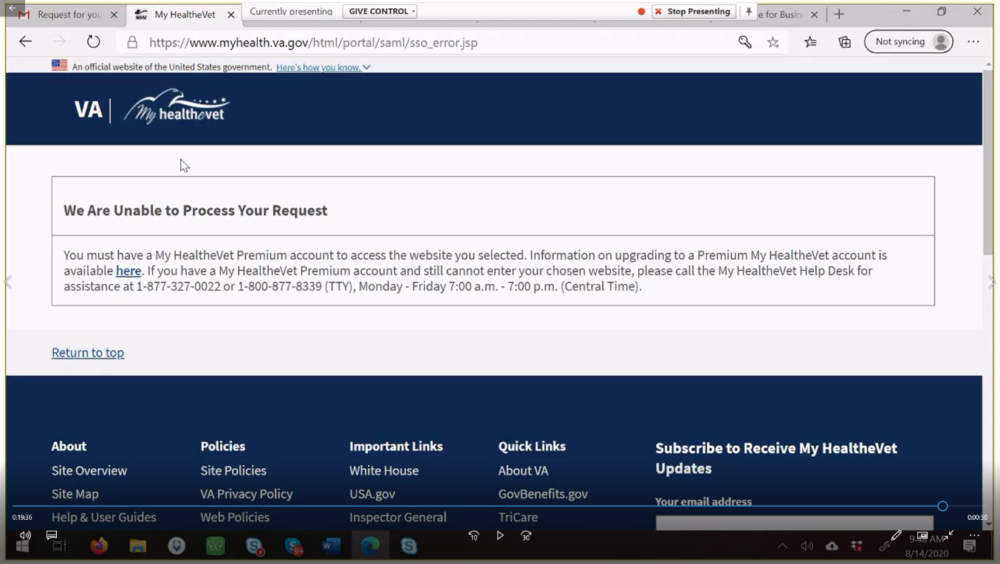 Request for you
My HealtheVet
Currently presenting
GIVE CONTROL
Stop Presenting
e for Busin
https://www.myhealth.va.gov/html/portal/saml/sso_error.jsp
Not syncing
An official website of the United States government. Here's how you know.
VA | My healthevet
We Are Unable to Process Your Request
You must have a My HealtheVet Premium account to access the website you selected. Information on upgrading to a Premium My HealtheVet account is
available here. If you have a My HealtheVet Premium account and still cannot enter your chosen website, please call the My HealtheVet Help Desk for
assistance at 1-877-327-0022 or 1-800-877-8339 (TTY), Monday - Friday 7:00 a.m. - 7:00 p.m. (Central Time).
Return to top
About
Site Overview
Site Map
Help & User Guides
Policies
Site Policies
VA Privacy Policy
Web Policies
Important Links
White House
USA.gov
Inspector General
Quick Links
About VA
GovBenefits.gov
TriCare
Subscribe to Receive My HealtheVet
Updates
Your email address
0:19:36
0:00:50
10
30
9:48 AM
8/14/2020